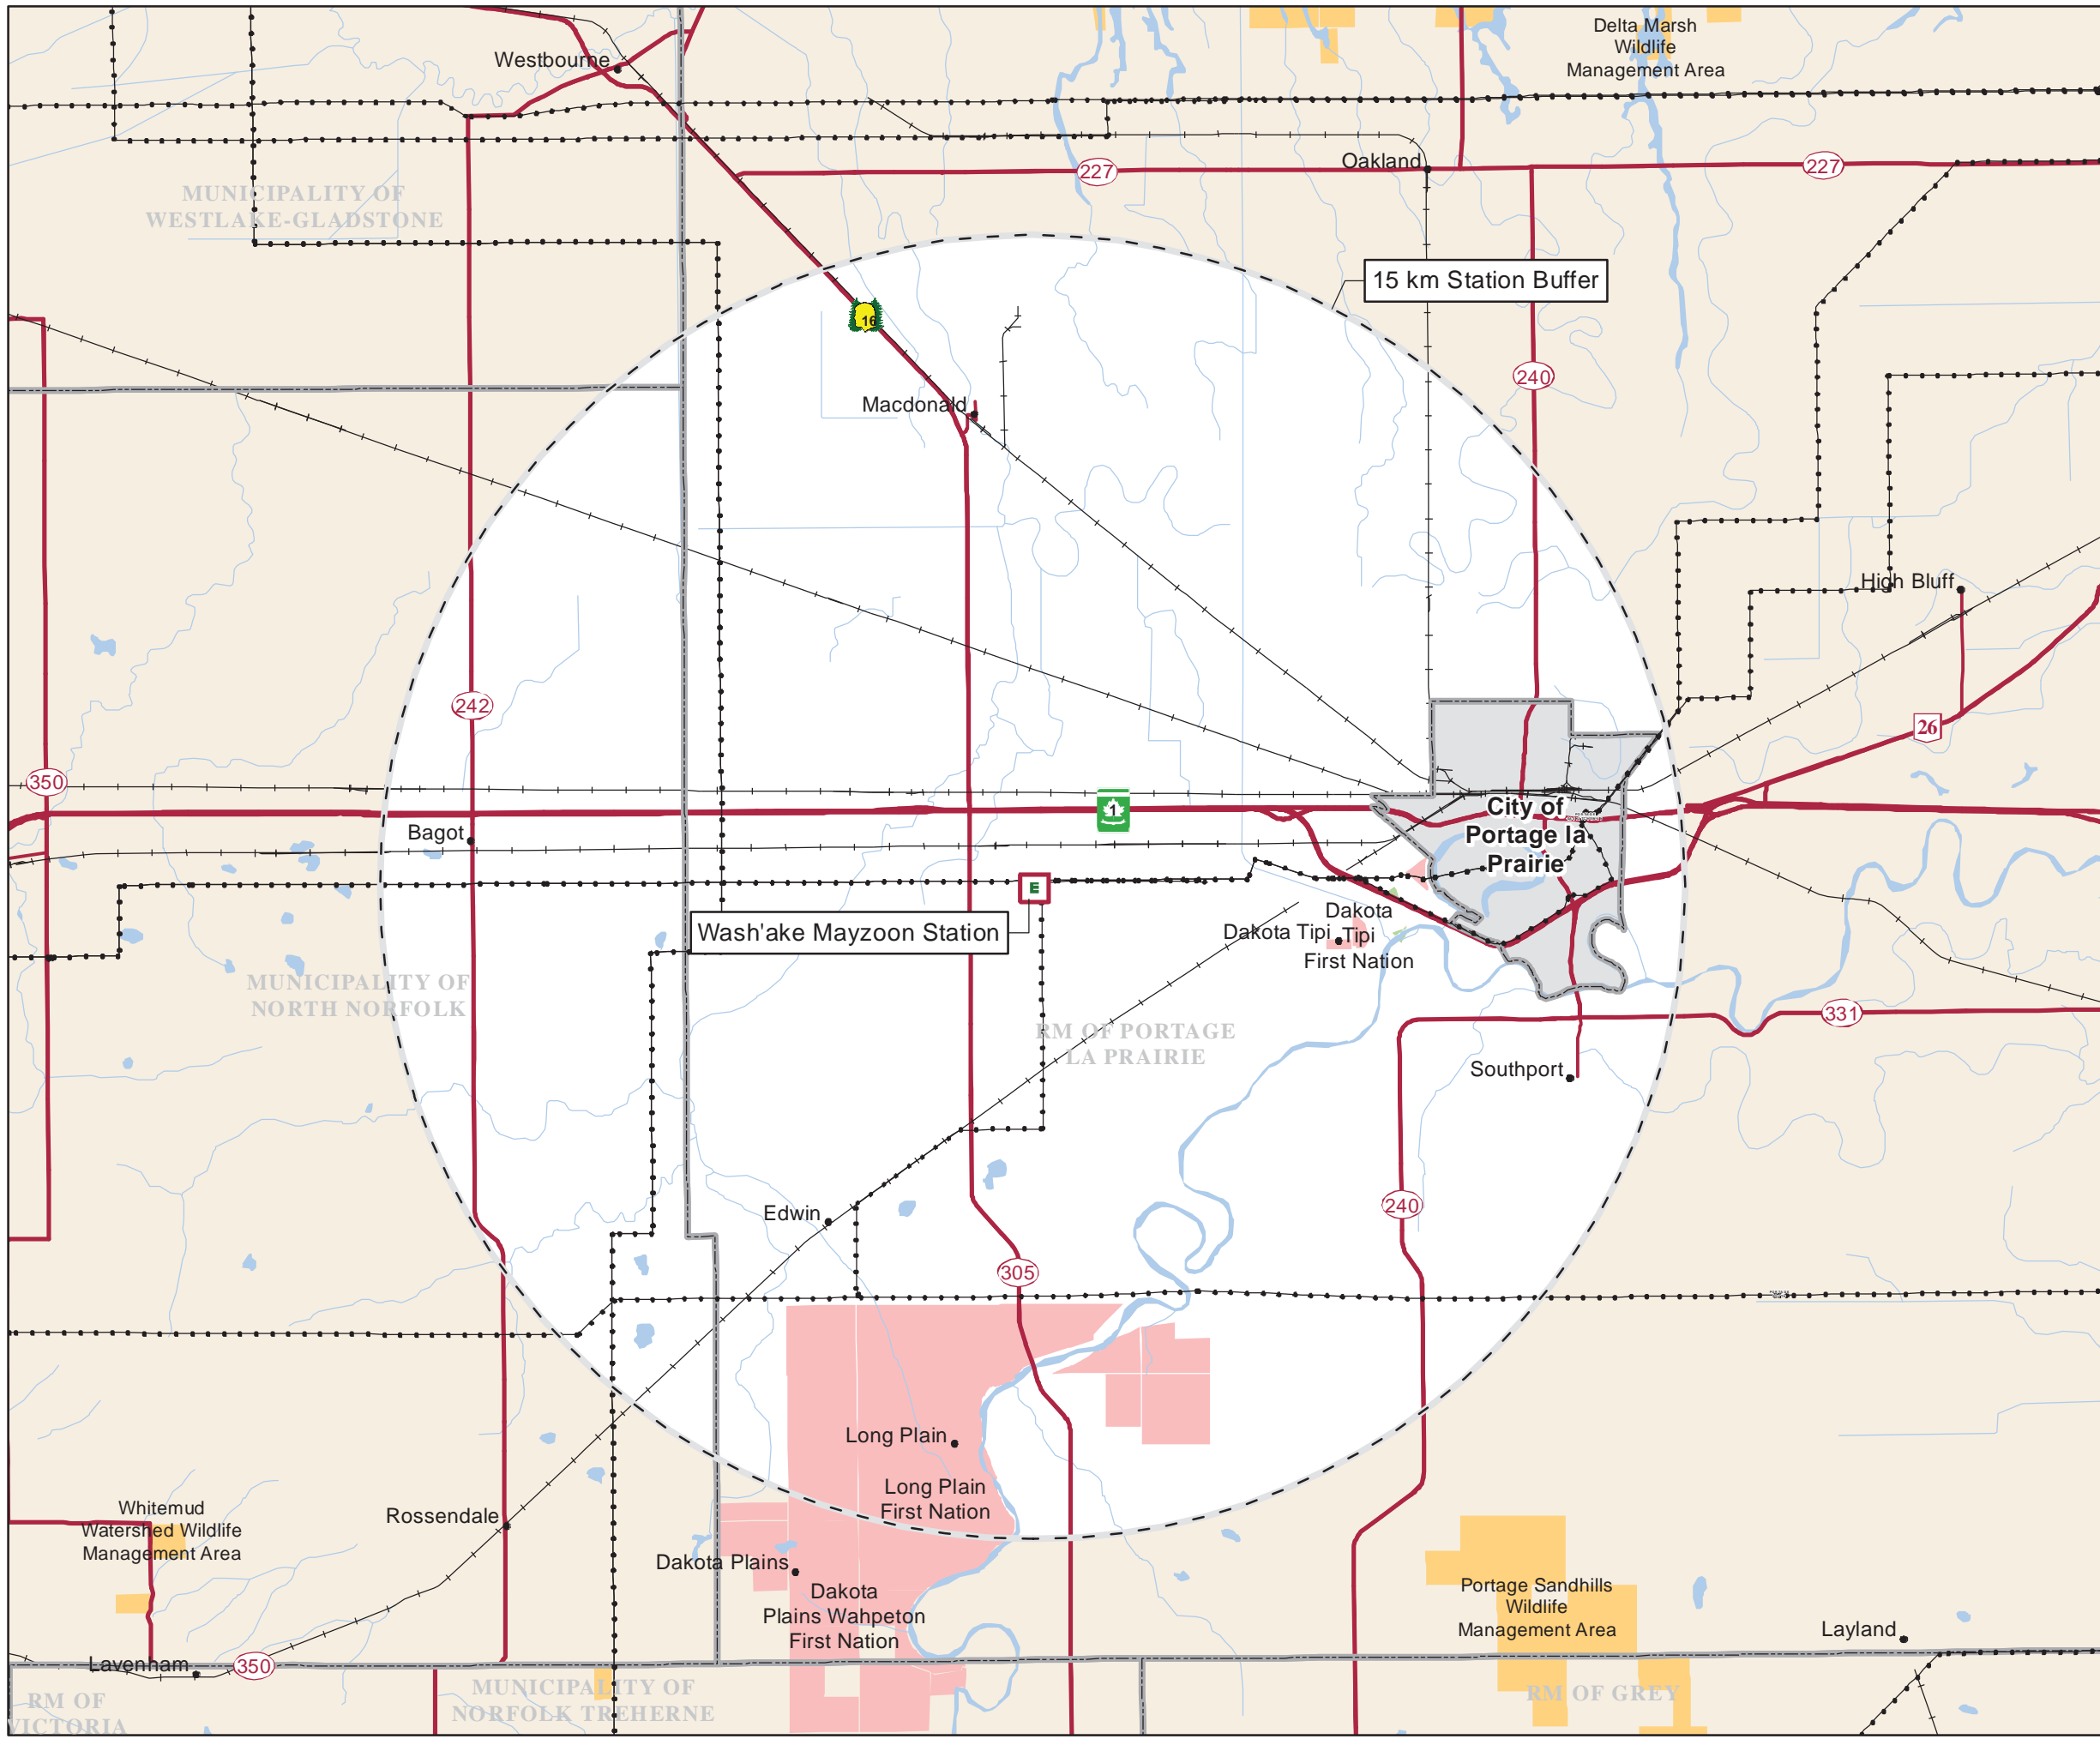 Delta Marsh
Wildlife
Management Area
Westbourne
Oakland
227
227
MUNICIPALITY OF
WESTLAKE-GLADSTONE
15 km Station Buffer
16
240
Macdonald
High Bluff
242
26
350
1
City of
Portage la
Prairie
Bagot
E
Wash'ake Mayzoon Station
Dakota Tipi
Dakota
Tipi
First Nation
MUNICIPALITY OF
NORTH NORFOLK
RM OF PORTAGE
LA PRAIRIE
331
Southport
240
Edwin
305
Long Plain
Long Plain
First Nation
Whitemud
Watershed Wildlife
Management Area
Rossendale
Dakota Plains
Dakota
Plains Wahpeton
First Nation
Portage Sandhills
Wildlife
Management Area
Layland
Lavenham
350
RM OF
VICTORIA
MUNICIPALITY OF
NORFOLK TREHERNE
RM OF GREY